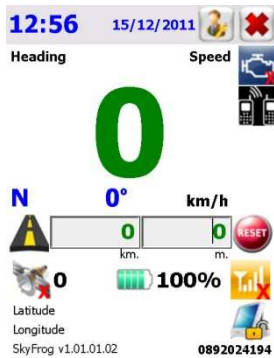 12:56 15/12/2011
Heading Speed
0
N 0° km/h
0 0 RESET
km. m.
0 100%
Latitude
Longitude
SkyFrog v1.01.01.02 0892024194